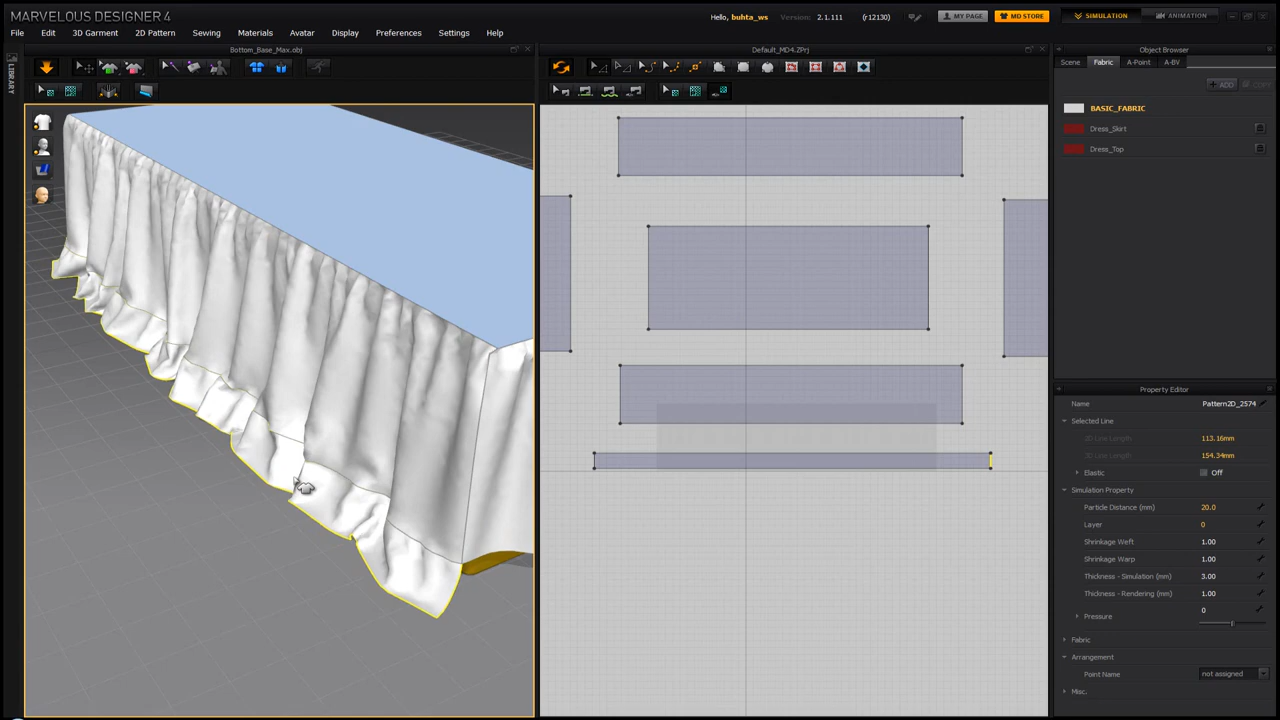 MARVELOUS DESIGNER 4
Hello, buhta_ws Version: 2.1.111 (r12130) MY PAGE MD STORE SIMULATION ANIMATION
File Edit 3D Garment 2D Pattern Sewing Materials Avatar Display Preferences Settings Help
LIBRARY
Bottom_Base_Max.obj
Default_MD4.ZPrj
Object Browser
Scene Fabric A-Point A-BV
ADD COPY
BASIC_FABRIC
Dress_Skirt
Dress_Top
Property Editor
Name Pattern2D_2574
Selected Line
2D Line Length 113.16mm
3D Line Length 154.34mm
Elastic Off
Simulation Property
Particle Distance (mm) 20.0
Layer 0
Shrinkage Weft 1.00
Shrinkage Warp 1.00
Thickness - Simulation (mm) 3.00
Thickness - Rendering (mm) 1.00
Pressure 0
Fabric
Arrangement
Point Name not assigned
Misc.